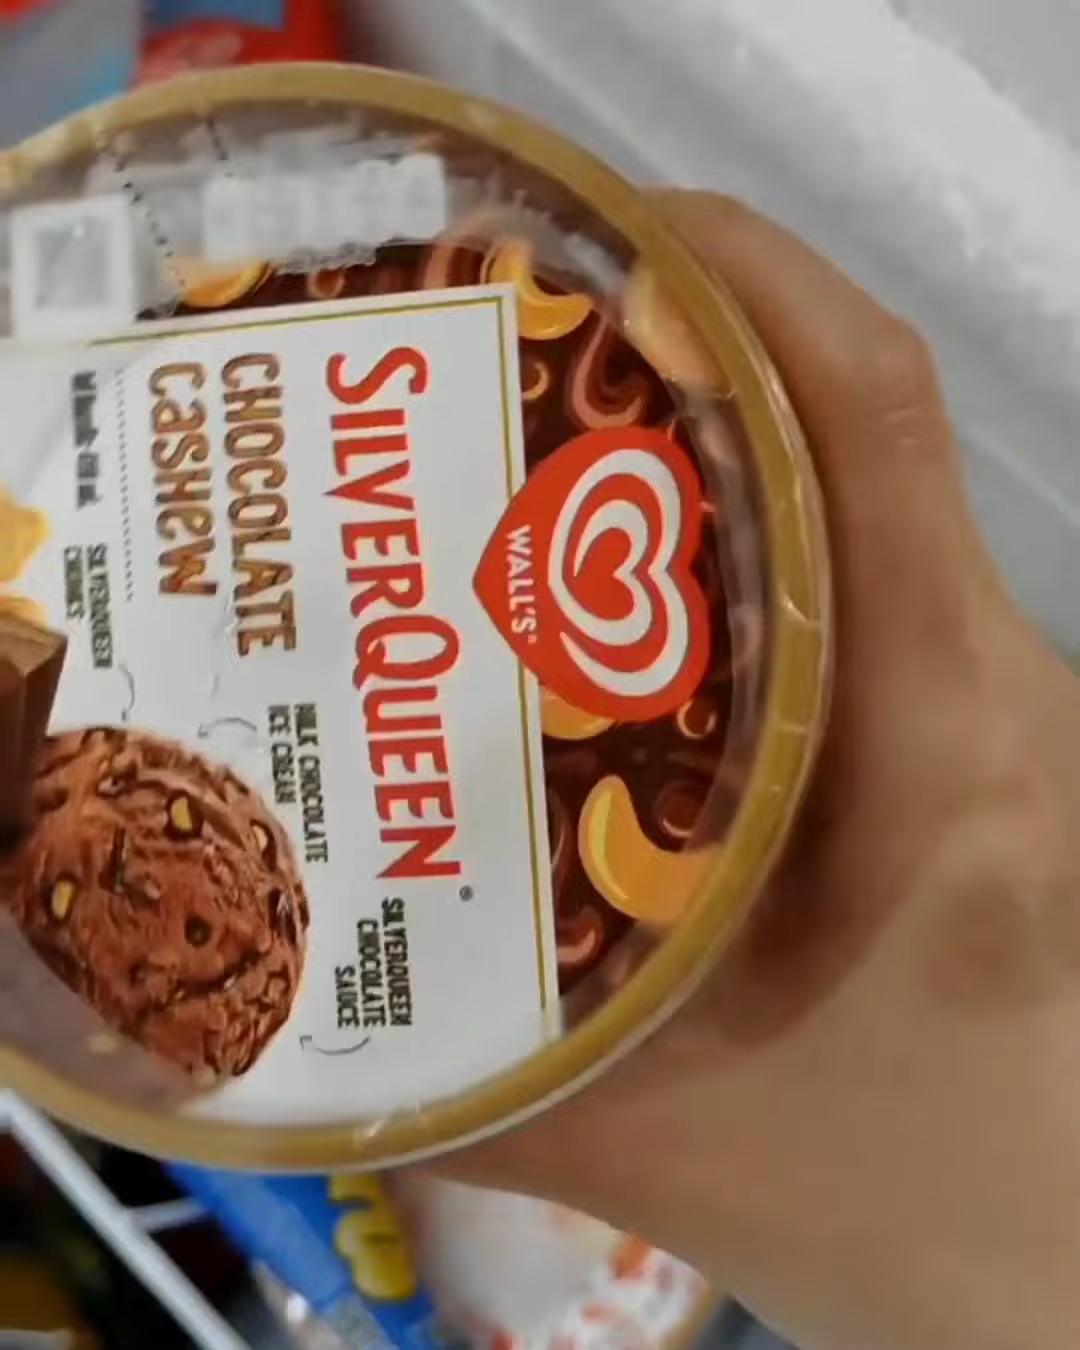 WALL'S®
SILVERQUEEN®
CHOCOLATE
CASHEW
SILVERQUEEN
CHOCOLATE
SAUCE
MILK CHOCOLATE
ICE CREAM
SILVERQUEEN
CHUNKS